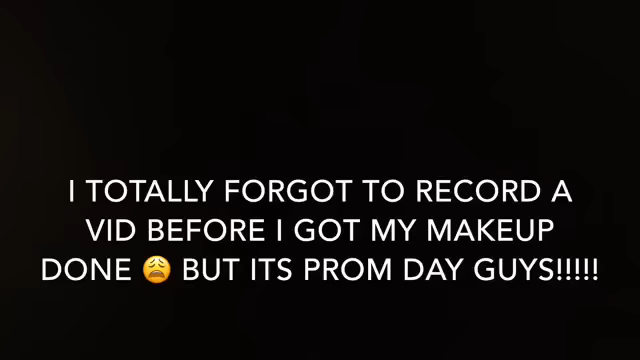 I TOTALLY FORGOT TO RECORD A
VID BEFORE I GOT MY MAKEUP
DONE 😩 BUT ITS PROM DAY GUYS!!!!!